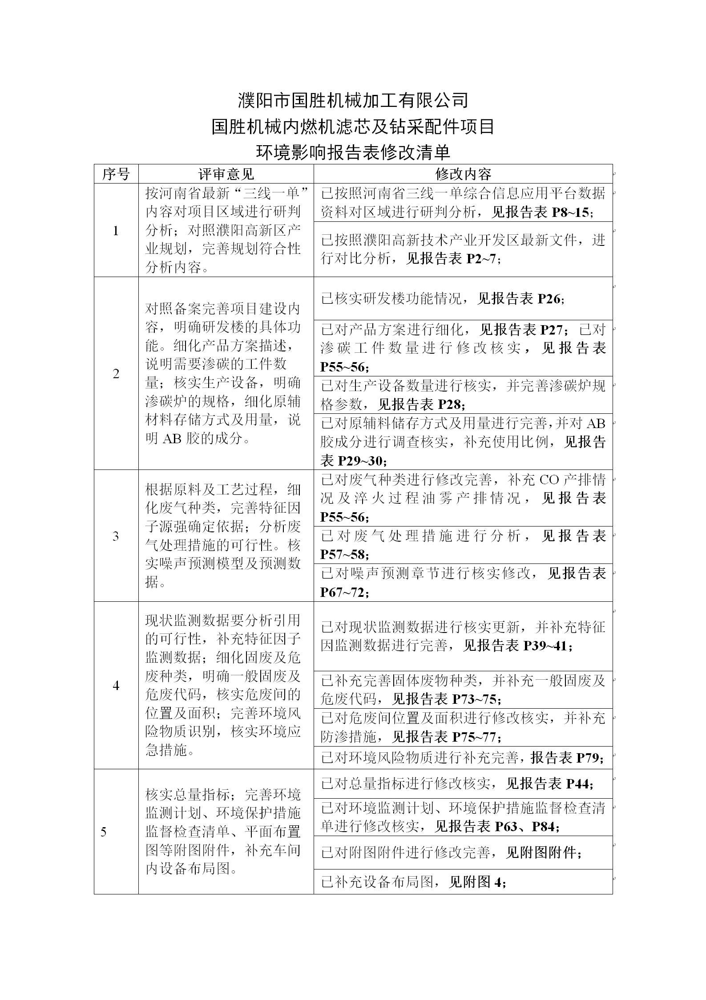 濮阳市国胜机械加工有限公司
国胜机械内燃机滤芯及钻采配件项目
环境影响报告表修改清单
序号 评审意见 修改内容
1
按河南省最新“三线一单”
内容对项目区域进行研判
分析；对照濮阳高新区产
业规划，完善规划符合性
分析内容。
已按照河南省三线一单综合信息应用平台数据
资料对区域进行研判分析，见报告表 P8~15；
已按照濮阳高新技术产业开发区最新文件，进
行对比分析，见报告表 P2~7；
2
对照备案完善项目建设内
容，明确研发楼的具体功
能。细化产品方案描述，
说明需要渗碳的工件数
量；核实生产设备，明确
渗碳炉的规格，细化原辅
材料存储方式及用量，说
明 AB 胶的成分。
已核实研发楼功能情况，见报告表 P26；
已对产品方案进行细化，见报告表 P27；已对
渗碳工件数量进行修改核实，见报告表
P55~56；
已对生产设备数量进行核实，并完善渗碳炉规
格参数，见报告表 P28；
已对原辅料储存方式及用量进行完善，并对 AB
胶成分进行调查核实，补充使用比例，见报告
表 P29~30；
3
根据原料及工艺过程，细
化废气种类，完善特征因
子源强确定依据；分析废
气处理措施的可行性。核
实噪声预测模型及预测数
据。
已对废气种类进行修改完善，补充 CO 产排情
况及淬火过程油雾产排情况，见报告表
P55~56；
已对废气处理措施进行分析，见报告表
P57~58；
已对噪声预测章节进行核实修改，见报告表
P67~72；
4
现状监测数据要分析引用
的可行性，补充特征因子
监测数据；细化固废及危
废种类，明确一般固废及
危废代码，核实危废间的
位置及面积；完善环境风
险物质识别，核实环境应
急措施。
已对现状监测数据进行核实更新，并补充特征
因监测数据进行完善，见报告表 P39~41；
已补充完善固体废物种类，并补充一般固废及
危废代码，见报告表 P73~75；
已对危废间位置及面积进行修改核实，并补充
防渗措施，见报告表 P75~77；
已对环境风险物质进行补充完善，报告表 P79；
5
核实总量指标；完善环境
监测计划、环境保护措施
监督检查清单、平面布置
图等附图附件，补充车间
内设备布局图。
已对总量指标进行修改核实，见报告表 P44；
已对环境监测计划、环境保护措施监督检查清
单进行修改核实，见报告表 P63、P84；
已对附图附件进行修改完善，见附图附件；
已补充设备布局图，见附图 4；